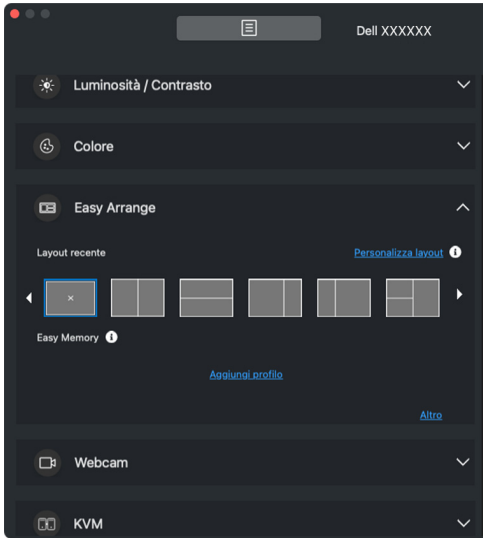 Dell XXXXXX
Luminosità / Contrasto
Colore
Easy Arrange
Layout recente
Personalizza layout
Easy Memory
Aggiungi profilo
Altro
Webcam
KVM